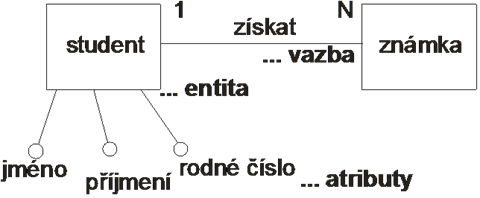 1 N
student získat známka
... vazba
... entita
jméno příjmení rodné číslo ... atributy